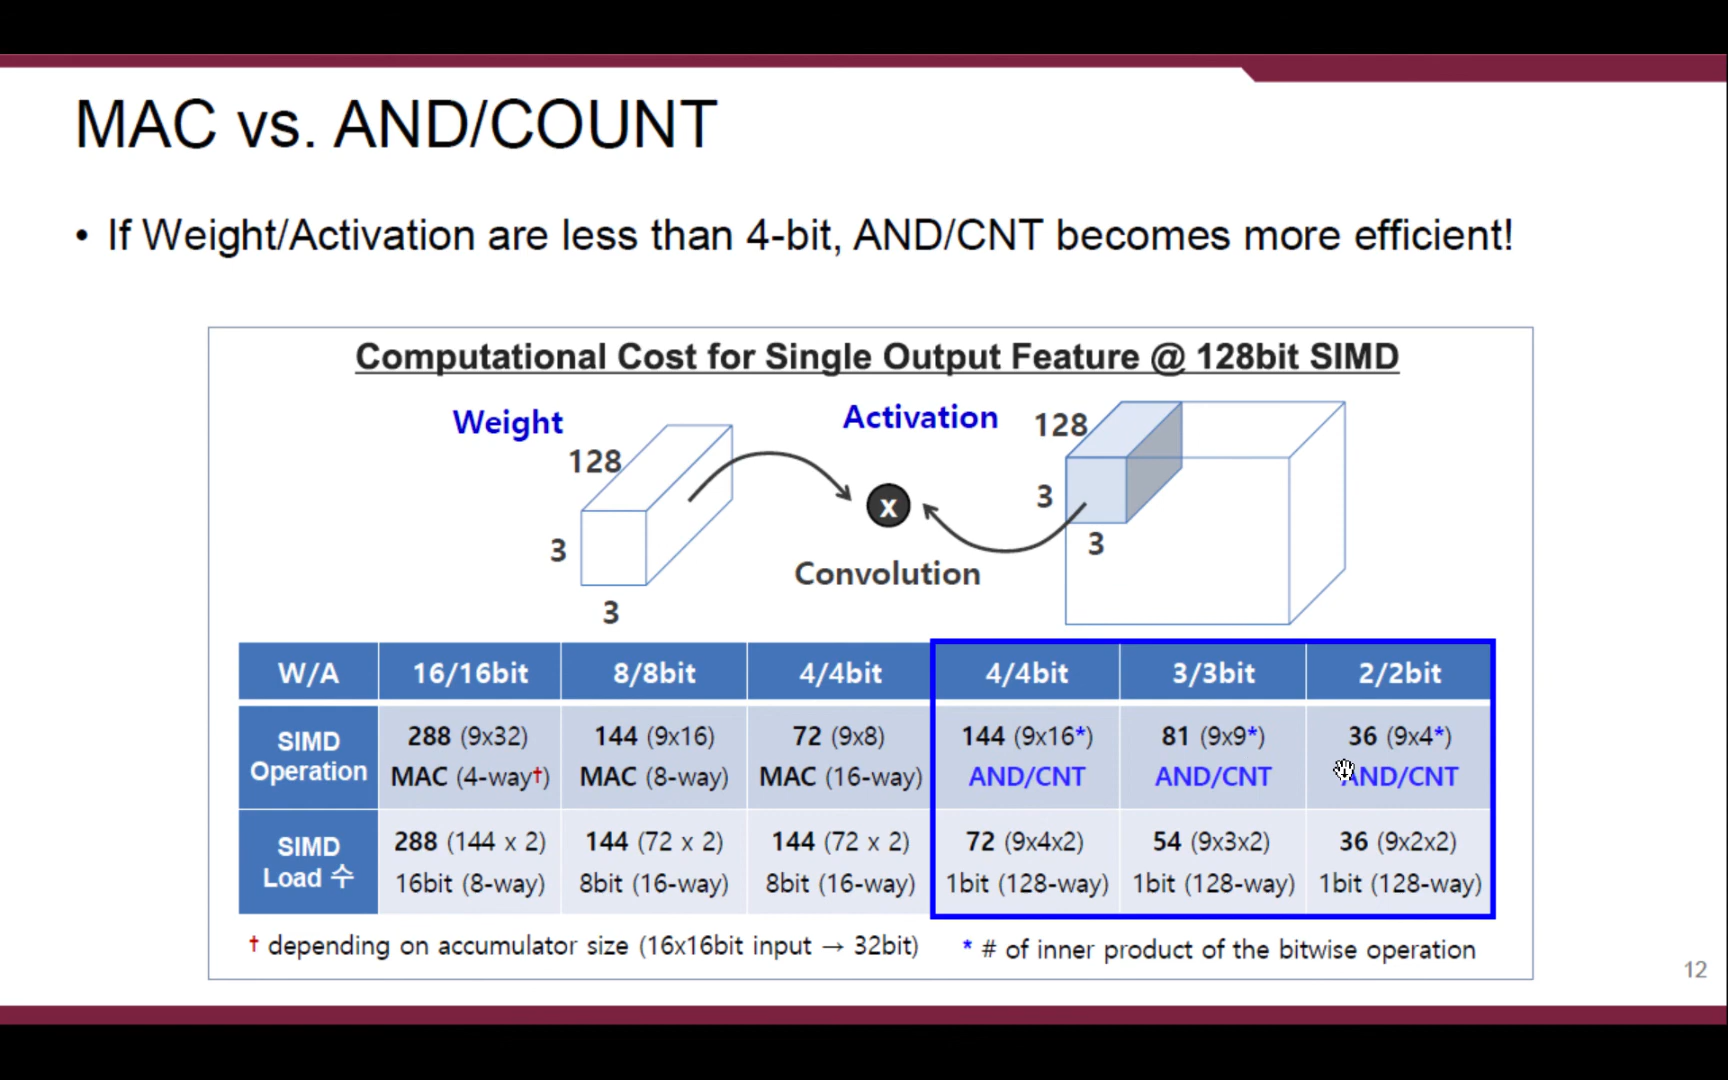 MAC vs. AND/COUNT
• If Weight/Activation are less than 4-bit, AND/CNT becomes more efficient!
Computational Cost for Single Output Feature @ 128bit SIMD
Weight
128
3
3
x
Convolution
Activation
128
3
3
W/A 16/16bit 8/8bit 4/4bit 4/4bit 3/3bit 2/2bit
SIMD Operation
288 (9x32)
MAC (4-way†)
144 (9x16)
MAC (8-way)
72 (9x8)
MAC (16-way)
144 (9x16*)
AND/CNT
81 (9x9*)
AND/CNT
36 (9x4*)
AND/CNT
SIMD
Load 수
288 (144 x 2)
16bit (8-way)
144 (72 x 2)
8bit (16-way)
144 (72 x 2)
8bit (16-way)
72 (9x4x2)
1bit (128-way)
54 (9x3x2)
1bit (128-way)
36 (9x2x2)
1bit (128-way)
† depending on accumulator size (16x16bit input → 32bit)
* # of inner product of the bitwise operation
12